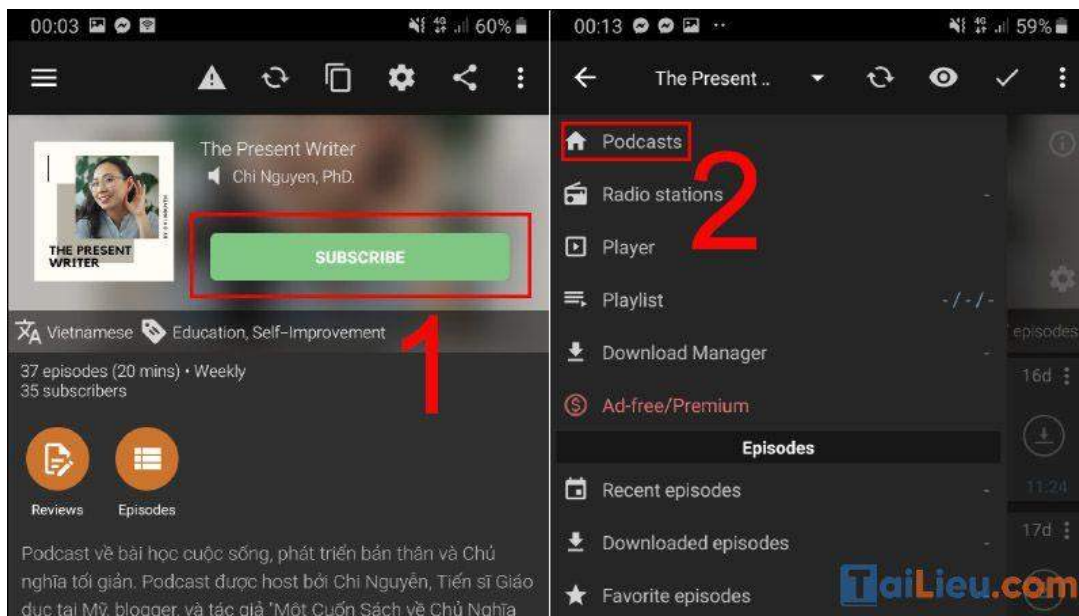 00:03
60%
The Present Writer
Chi Nguyen, PhD.
THE PRESENT
WRITER
SUBSCRIBE
1
Vietnamese
Education, Self-Improvement
37 episodes (20 mins) • Weekly
35 subscribers
Reviews
Episodes
Podcast về bài học cuộc sống, phát triển bản thân và Chủ
nghĩa tối giản. Podcast được host bởi Chi Nguyễn, Tiến sĩ Giáo
dục tại Mỹ, blogger, và tác giả "Một Cuốn Sách về Chủ Nghĩa
00:13
4G
59%
The Present ..
Podcasts
2
Radio stations
-
Player
Playlist
-/-/-
Download Manager
-
Ad-free/Premium
Episodes
Recent episodes
-
Downloaded episodes
-
Favorite episodes
episodes
16d
11:24
17d
TaiLieu.com